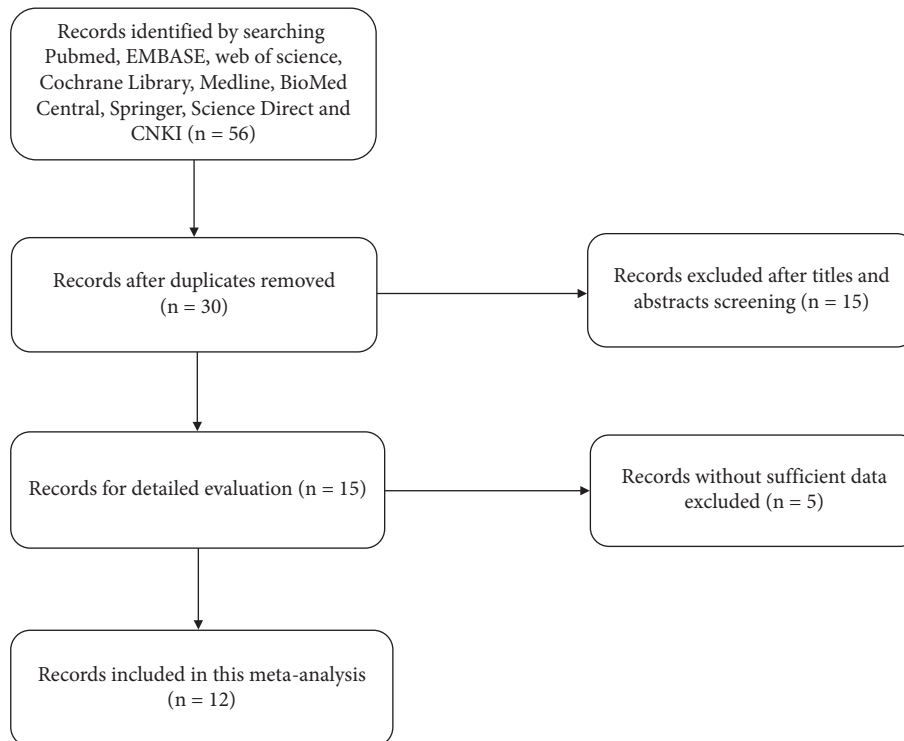 Records identified by searching
Pubmed, EMBASE, web of science,
Cochrane Library, Medline, BioMed
Central, Springer, Science Direct and
CNKI (n = 56)
Records after duplicates removed
(n = 30)
Records excluded after titles and
abstracts screening (n = 15)
Records for detailed evaluation (n = 15)
Records without sufficient data
excluded (n = 5)
Records included in this meta-analysis
(n = 12)